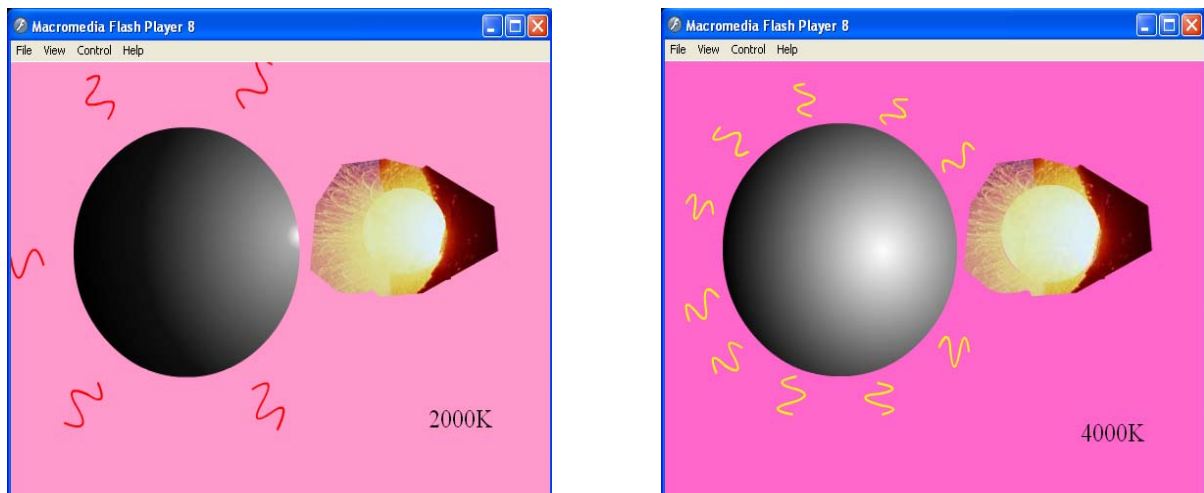 Macromedia Flash Player 8
File View Control Help
2000K
Macromedia Flash Player 8
File View Control Help
4000K